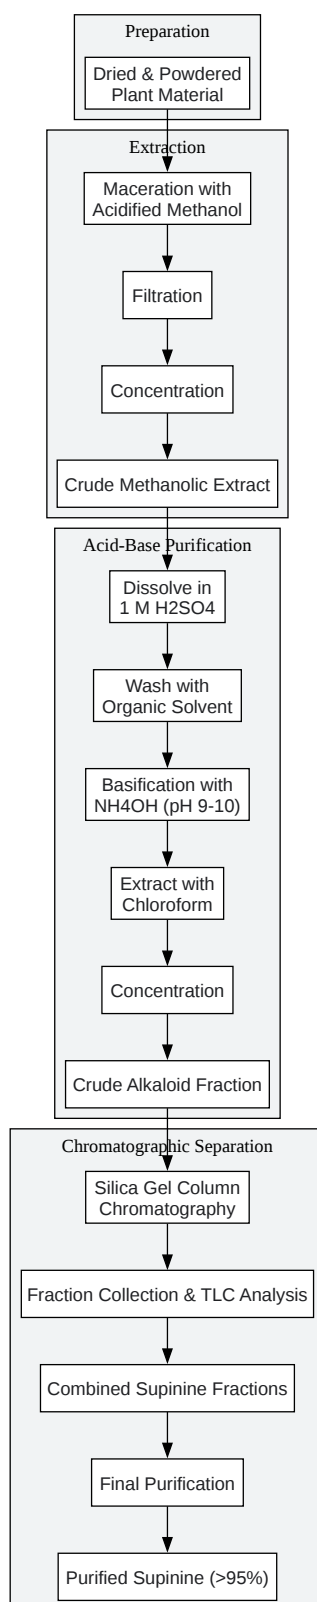 Preparation
Dried & Powdered
Plant Material
Extraction
Maceration with
Acidified Methanol
Filtration
Concentration
Crude Methanolic Extract
Acid-Base Purification
Dissolve in
1 M H2SO4
Wash with
Organic Solvent
Basification with
NH4OH (pH 9-10)
Extract with
Chloroform
Concentration
Crude Alkaloid Fraction
Chromatographic Separation
Silica Gel Column
Chromatography
Fraction Collection & TLC Analysis
Combined Supinine Fractions
Final Purification
Purified Supinine (>95%)